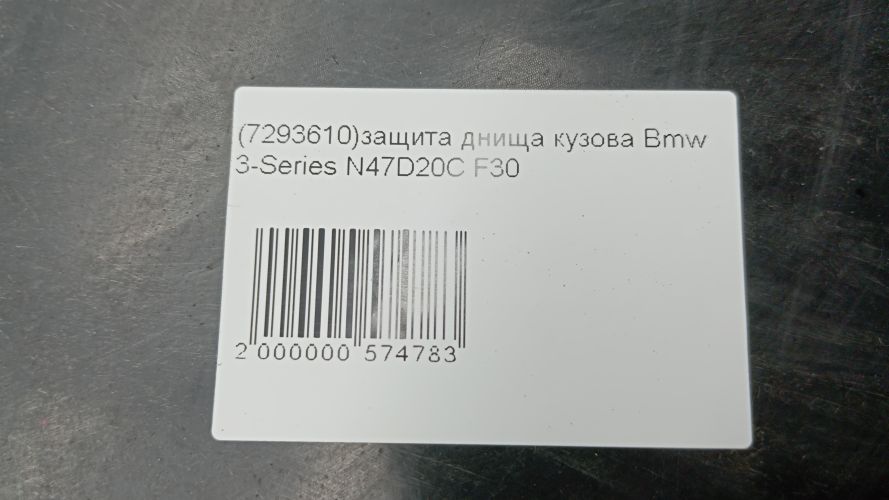 (7293610)защита днища кузова Bmw
3-Series N47D20C F30
2 000000 574783